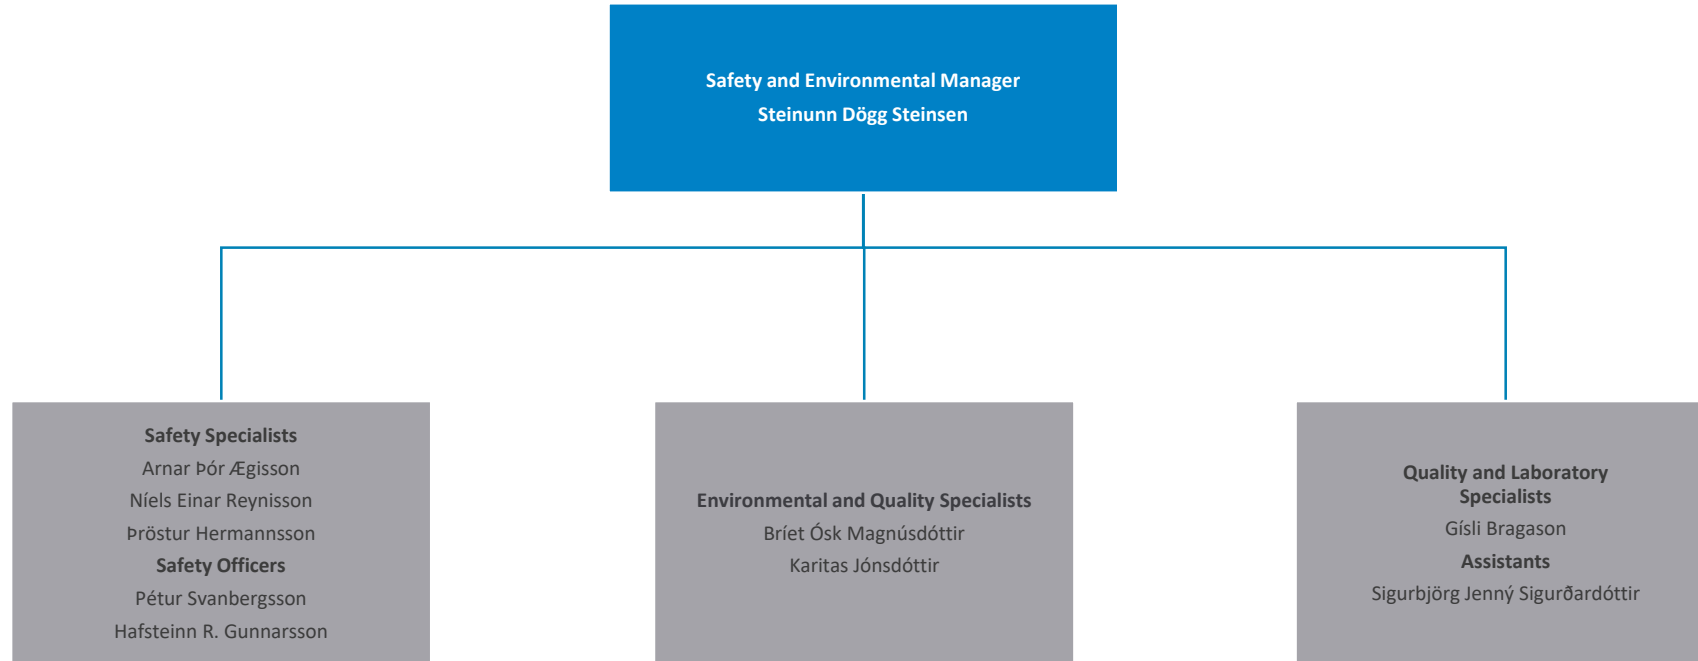 Safety and Environmental Manager
Steinunn Dögg Steinsen
Safety Specialists
Arnar Þór Ægisson
Níels Einar Reynisson
Þröstur Hermannsson
Safety Officers
Pétur Svanbergsson
Hafsteinn R. Gunnarsson
Environmental and Quality Specialists
Bríet Ósk Magnúsdóttir
Karitas Jónsdóttir
Quality and Laboratory
Specialists
Gísli Bragason
Assistants
Sigurbjörg Jenný Sigurðardóttir